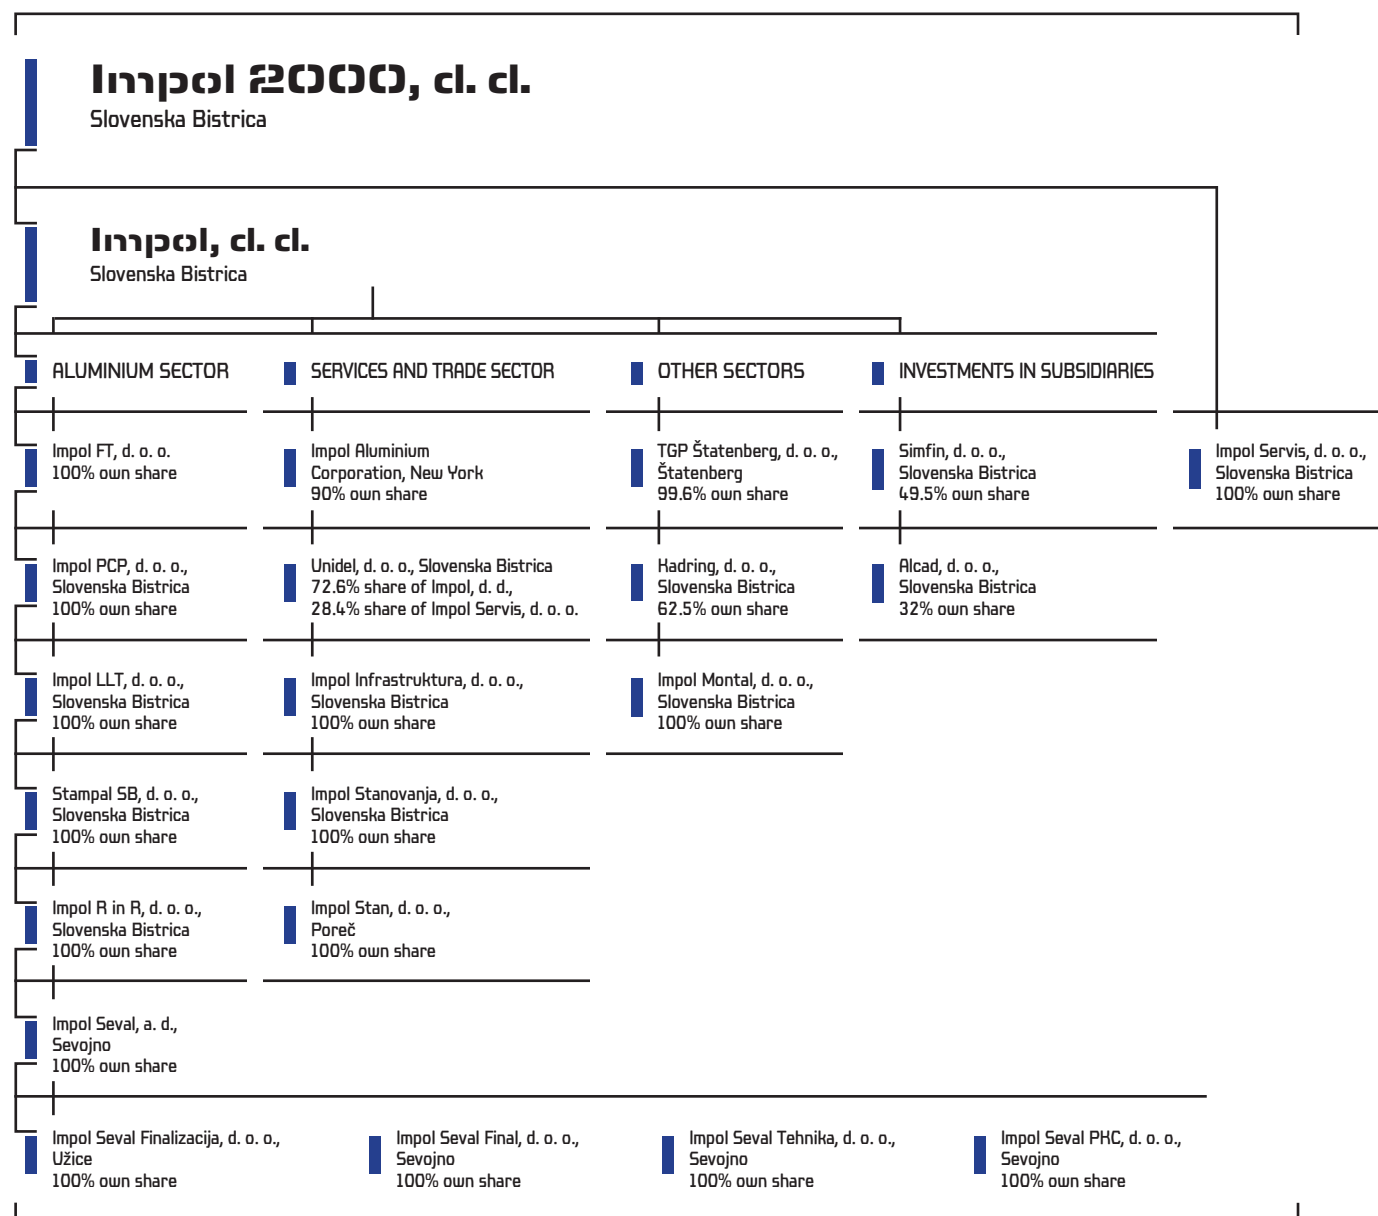 Impol 2000, d. d.
Slovenska Bistrica
Impol, d. d.
Slovenska Bistrica
ALUMINIUM SECTOR
Impol FT, d. o. o.
100% own share
Impol PCP, d. o. o.,
Slovenska Bistrica
100% own share
Impol LLT, d. o. o.,
Slovenska Bistrica
100% own share
Stampal SB, d. o. o.,
Slovenska Bistrica
100% own share
Impol R in R, d. o. o.,
Slovenska Bistrica
100% own share
Impol Seval, a. d.,
Sevojno
100% own share
SERVICES AND TRADE SECTOR
Impol Aluminium
Corporation, New York
90% own share
Unidel, d. o. o., Slovenska Bistrica
72.6% share of Impol, d. d.,
28.4% share of Impol Servis, d. o. o.
Impol Infrastruktura, d. o. o.,
Slovenska Bistrica
100% own share
Impol Stanovanja, d. o. o.,
Slovenska Bistrica
100% own share
Impol Stan, d. o. o.,
Poreč
100% own share
OTHER SECTORS
TGP Štatenberg, d. o. o.,
Štatenberg
99.6% own share
Kadring, d. o. o.,
Slovenska Bistrica
62.5% own share
Impol Montal, d. o. o.,
Slovenska Bistrica
100% own share
INVESTMENTS IN SUBSIDIARIES
Simfin, d. o. o.,
Slovenska Bistrica
49.5% own share
Alcad, d. o. o.,
Slovenska Bistrica
32% own share
Impol Servis, d. o. o.,
Slovenska Bistrica
100% own share
Impol Seval Finalizacija, d. o. o.,
Užice
100% own share
Impol Seval Final, d. o. o.,
Sevojno
100% own share
Impol Seval Tehnika, d. o. o.,
Sevojno
100% own share
Impol Seval PKC, d. o. o.,
Sevojno
100% own share